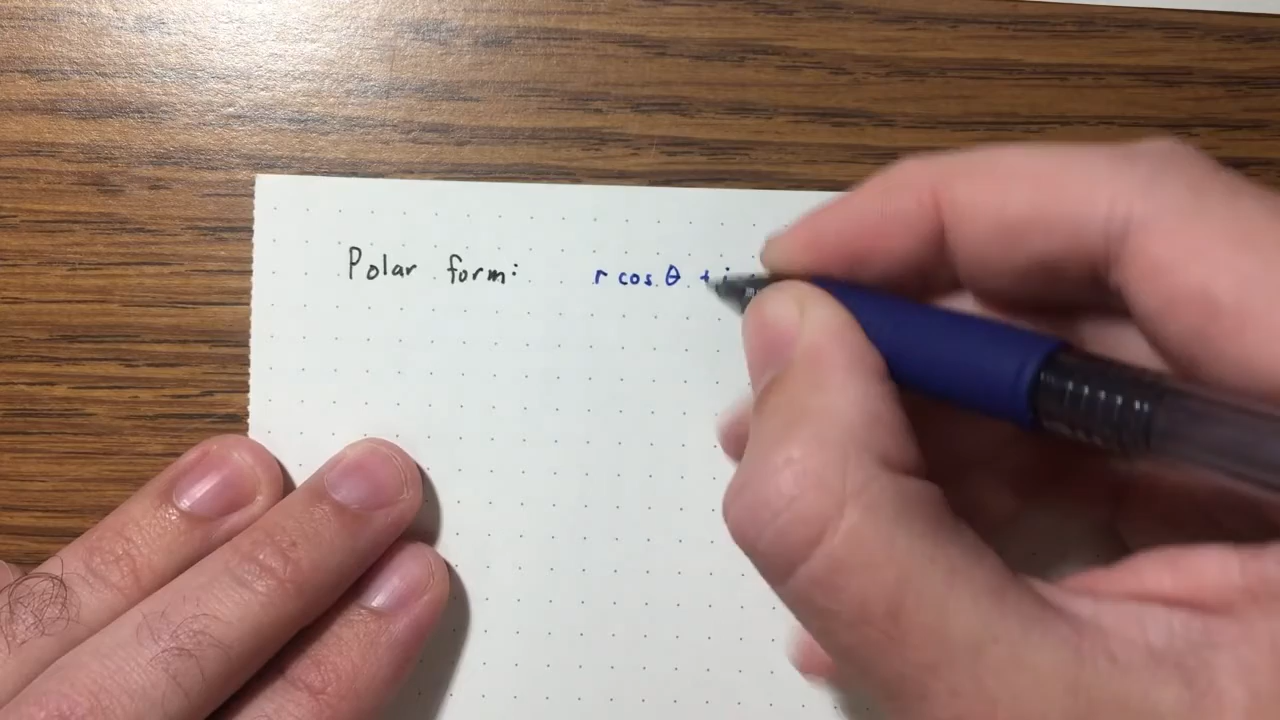 Polar form: r cos θ + i